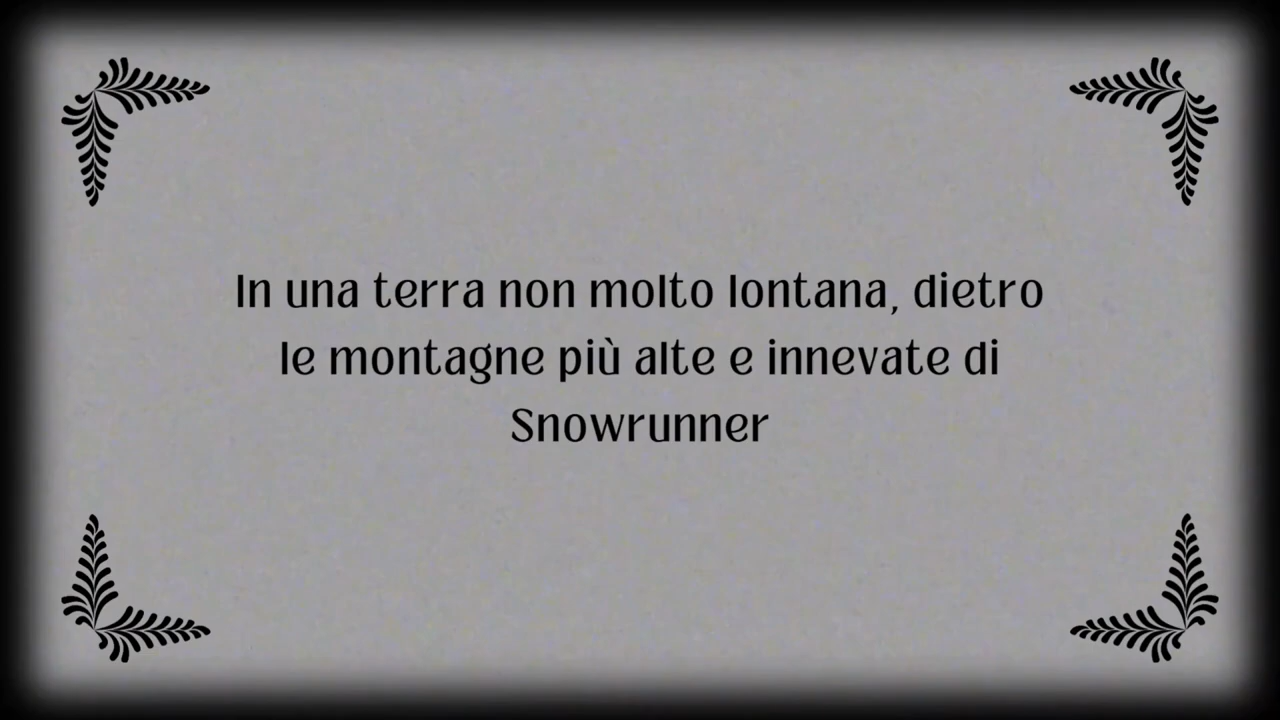 In una terra non molto lontana, dietro
le montagne più alte e innevate di
Snowrunner